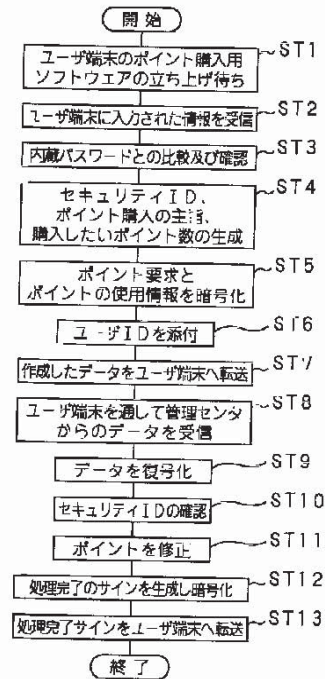 開始
ユーザ端末のポイント購入用
ソフトウェアの立ち上げ待ち
ST1
ユーザ端末に入力された情報を受信
ST2
内蔵パスワードとの比較及び確認
ST3
セキュリティID、
ポイント購入の主旨、
購入したいポイント数の生成
ST4
ポイント要求と
ポイントの使用情報を暗号化
ST5
ユーザIDを添付
ST6
作成したデータをユーザ端末へ転送
ST7
ユーザ端末を通して管理センタ
からのデータを受信
ST8
データを復号化
ST9
セキュリティIDの確認
ST10
ポイントを修正
ST11
処理完了のサインを生成し暗号化
ST12
処理完了サインをユーザ端末へ転送
ST13
終了